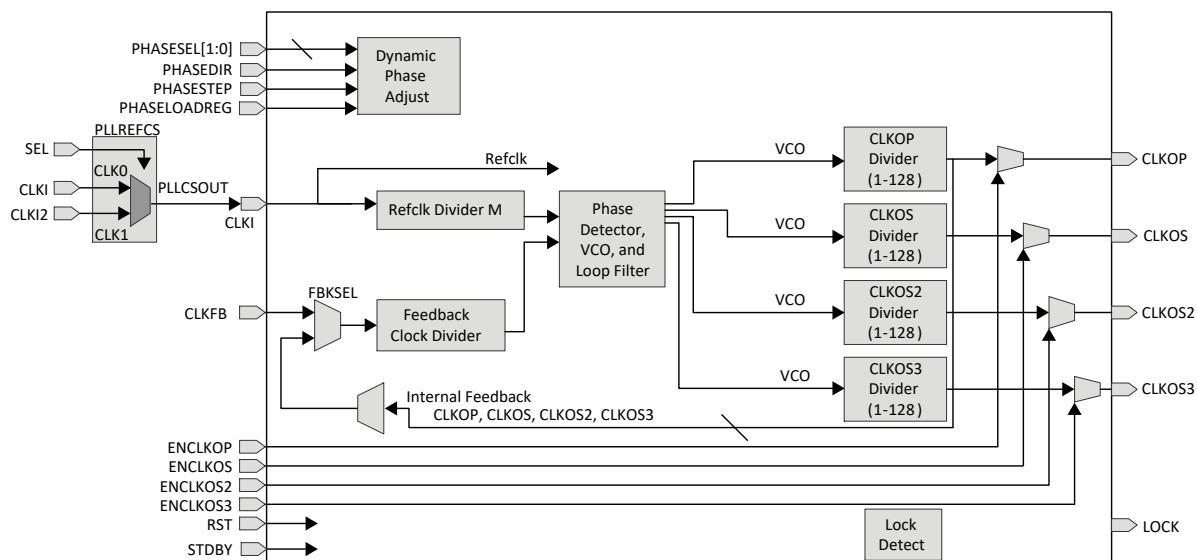 PHASESEL[1:0]
PHASEDIR
PHASESTEP
PHASELOADREG
Dynamic
Phase
Adjust
PLLREFCS
SEL
CLK0
CLKI
CLKI2
CLK1
PLLCSOUT
CLKI
Refclk
Refclk Divider M
Phase
Detector,
VCO, and
Loop Filter
VCO
CLKOP
Divider
(1-128)
CLKOP
VCO
CLKOS
Divider
(1-128)
CLKOS
CLKFB
FBKSEL
Feedback
Clock Divider
VCO
CLKOS2
Divider
(1-128)
CLKOS2
VCO
CLKOS3
Divider
(1-128)
CLKOS3
Internal Feedback
CLKOP, CLKOS, CLKOS2, CLKOS3
ENCLKOP
ENCLKOS
ENCLKOS2
ENCLKOS3
RST
STDBY
Lock
Detect
LOCK